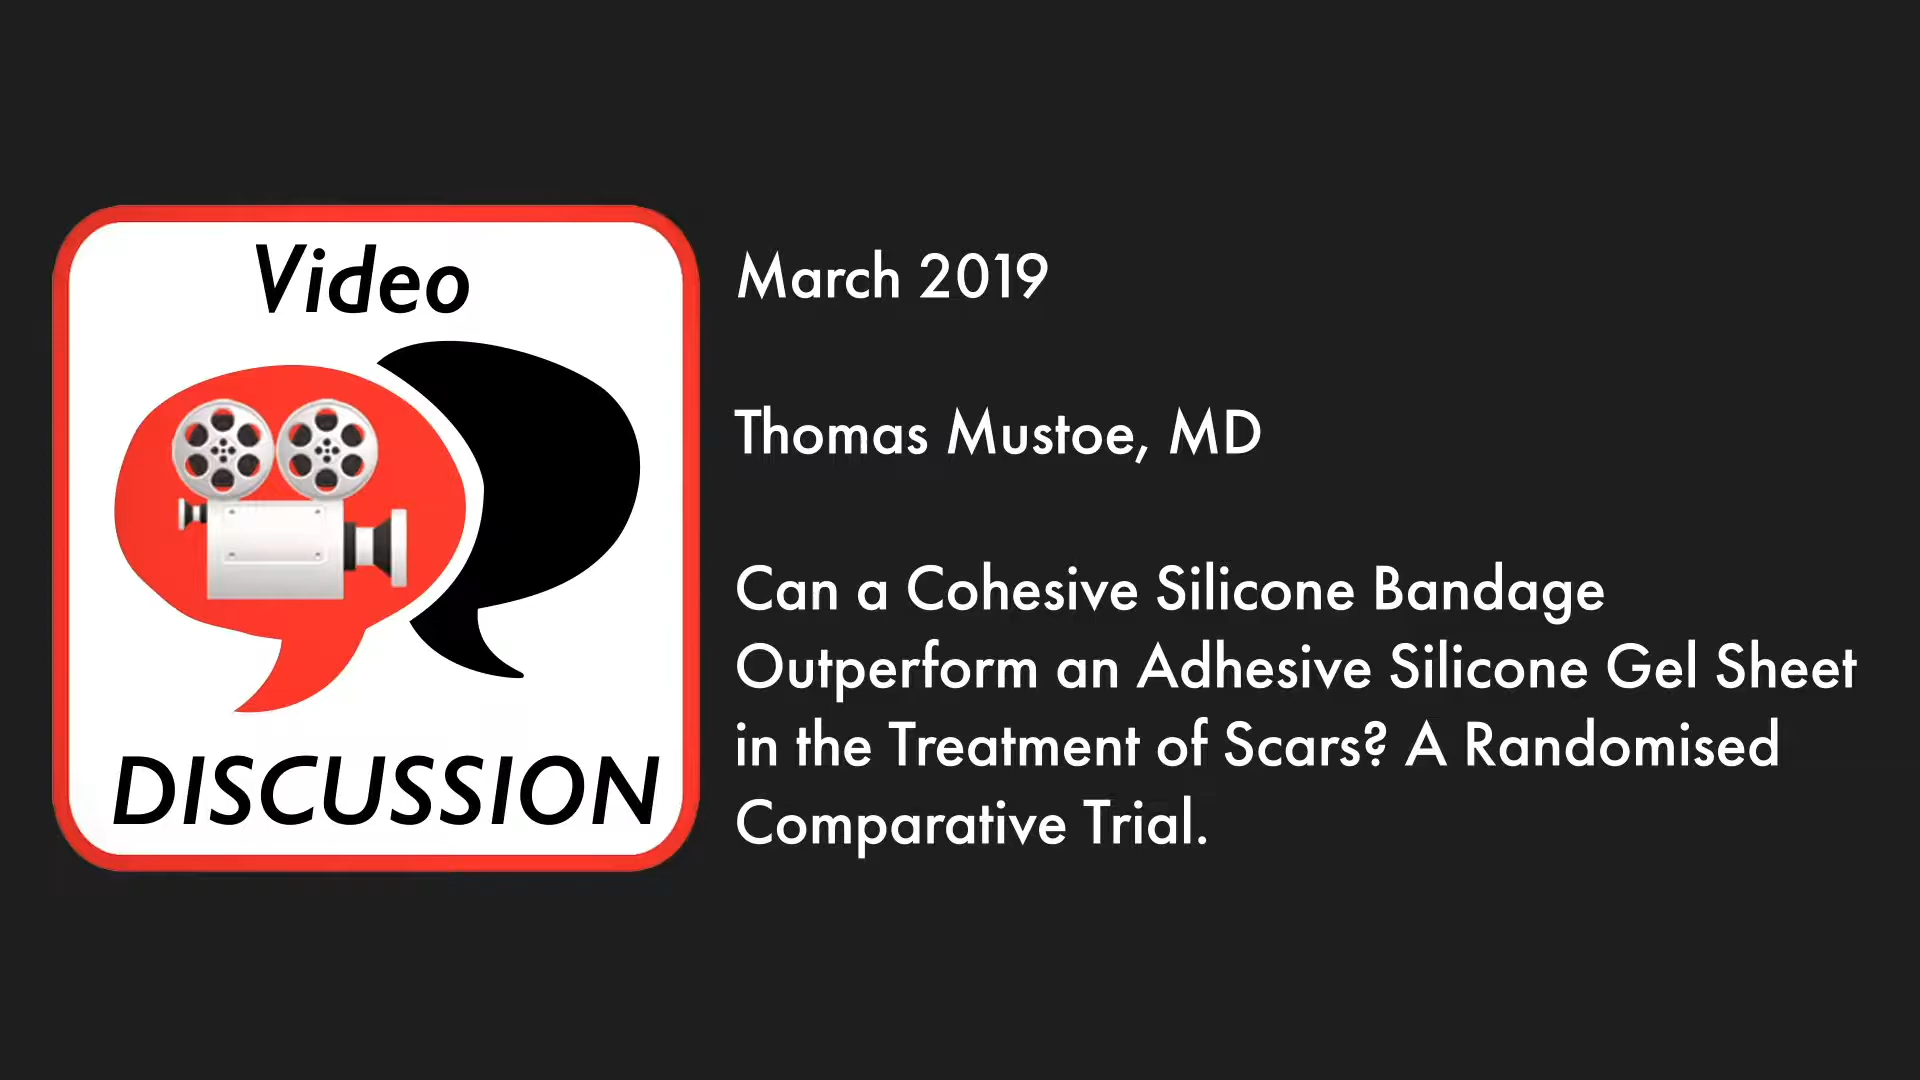 Video
DISCUSSION
March 2019
Thomas Mustoe, MD
Can a Cohesive Silicone Bandage
Outperform an Adhesive Silicone Gel Sheet
in the Treatment of Scars? A Randomised
Comparative Trial.